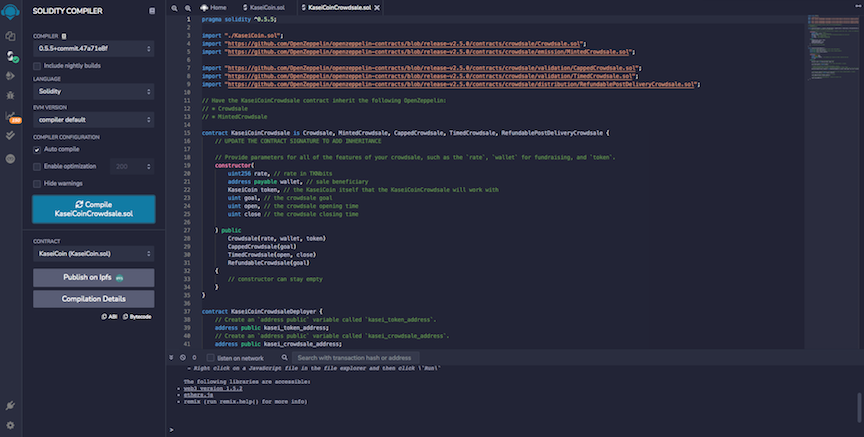 SOLIDITY COMPILER
COMPILER
0.5.5+commit.47a71e8f
Include nightly builds
LANGUAGE
Solidity
EVM VERSION
compiler default
COMPILER CONFIGURATION
Auto compile
Enable optimization 200
Hide warnings
Compile
KaseiCoinCrowdsale.sol
CONTRACT
KaseiCoin (KaseiCoin.sol)
Publish on Ipfs
Compilation Details
ABI Bytecode
Home KaseiCoin.sol KaseiCoinCrowdsale.sol
1 pragma solidity ^0.5.5;
2
3 import "./KaseiCoin.sol";
4 import "https://github.com/OpenZeppelin/openzeppelin-contracts/blob/release-v2.5.0/contracts/crowdsale/Crowdsale.sol";
5 import "https://github.com/OpenZeppelin/openzeppelin-contracts/blob/release-v2.5.0/contracts/crowdsale/emission/MintedCrowdsale.sol";
6
7 import "https://github.com/OpenZeppelin/openzeppelin-contracts/blob/release-v2.5.0/contracts/crowdsale/validation/CappedCrowdsale.sol";
8 import "https://github.com/OpenZeppelin/openzeppelin-contracts/blob/release-v2.5.0/contracts/crowdsale/validation/TimedCrowdsale.sol";
9 import "https://github.com/OpenZeppelin/openzeppelin-contracts/blob/release-v2.5.0/contracts/crowdsale/distribution/RefundablePostDeliveryCrowdsale.sol";
10
11 // Have the KaseiCoinCrowdsale contract inherit the following OpenZeppelin:
12 // * Crowdsale
13 // * MintedCrowdsale
14
15 contract KaseiCoinCrowdsale is Crowdsale, MintedCrowdsale, CappedCrowdsale, TimedCrowdsale, RefundablePostDeliveryCrowdsale {
16 // UPDATE THE CONTRACT SIGNATURE TO ADD INHERITANCE
17
18 // Provide parameters for all of the features of your crowdsale, such as the `rate`, `wallet` for fundraising, and `token`.
19 constructor(
20 uint256 rate, // rate in TKNbits
21 address payable wallet, // sale beneficiary
22 KaseiCoin token, // the KaseiCoin itself that the KaseiCoinCrowdsale will work with
23 uint goal, // the crowdsale goal
24 uint open, // the crowdsale opening time
25 uint close // the crowdsale closing time
26
27 ) public
28 Crowdsale(rate, wallet, token)
29 CappedCrowdsale(goal)
30 TimedCrowdsale(open, close)
31 RefundableCrowdsale(goal)
32 {
33 // constructor can stay empty
34 }
35 }
36
37 contract KaseiCoinCrowdsaleDeployer {
38 // Create an `address public` variable called `kasei_token_address`.
39 address public kasei_token_address;
40 // Create an `address public` variable called `kasei_crowdsale_address`.
41 address public kasei_crowdsale_address;
0 listen on network Search with transaction hash or address
- Right click on a JavaScript file in the file explorer and then click \`Run\`
The following libraries are accessible:
• web3 version 1.5.2
• ethers.js
• remix (run remix.help() for more info)
>